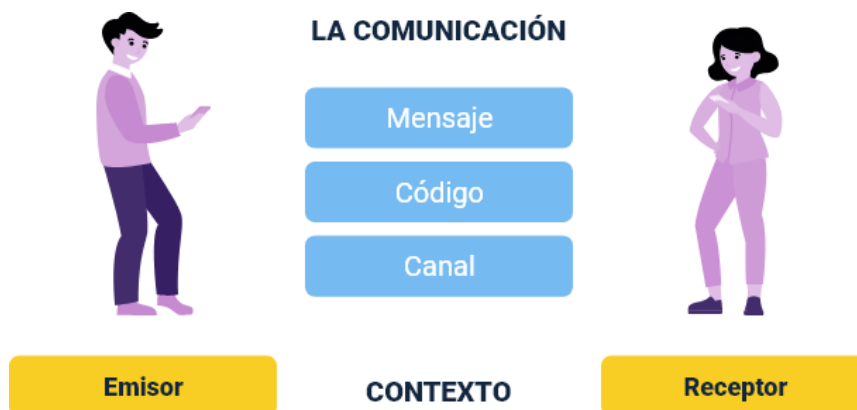 LA COMUNICACIÓN
Mensaje
Código
Canal
Emisor
CONTEXTO
Receptor